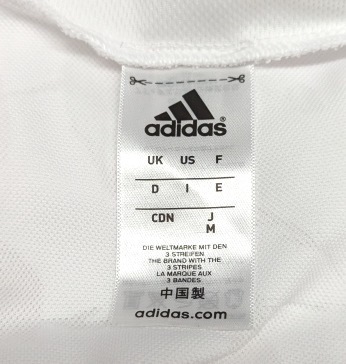 adidas®
UK US F
D I E
CDN J
M
DIE WELTMARKE MIT DEN
3 STREIFEN
THE BRAND WITH THE
3 STRIPES
LA MARQUE AUX
3 BANDES
中国製
adidas.com